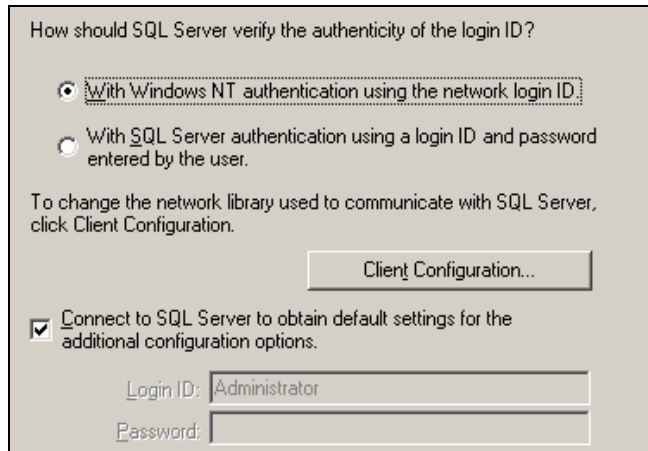 How should SQL Server verify the authenticity of the login ID?
With Windows NT authentication using the network login ID.
With SQL Server authentication using a login ID and password
entered by the user.
To change the network library used to communicate with SQL Server,
click Client Configuration.
Client Configuration...
Connect to SQL Server to obtain default settings for the
additional configuration options.
Login ID: Administrator
Password: